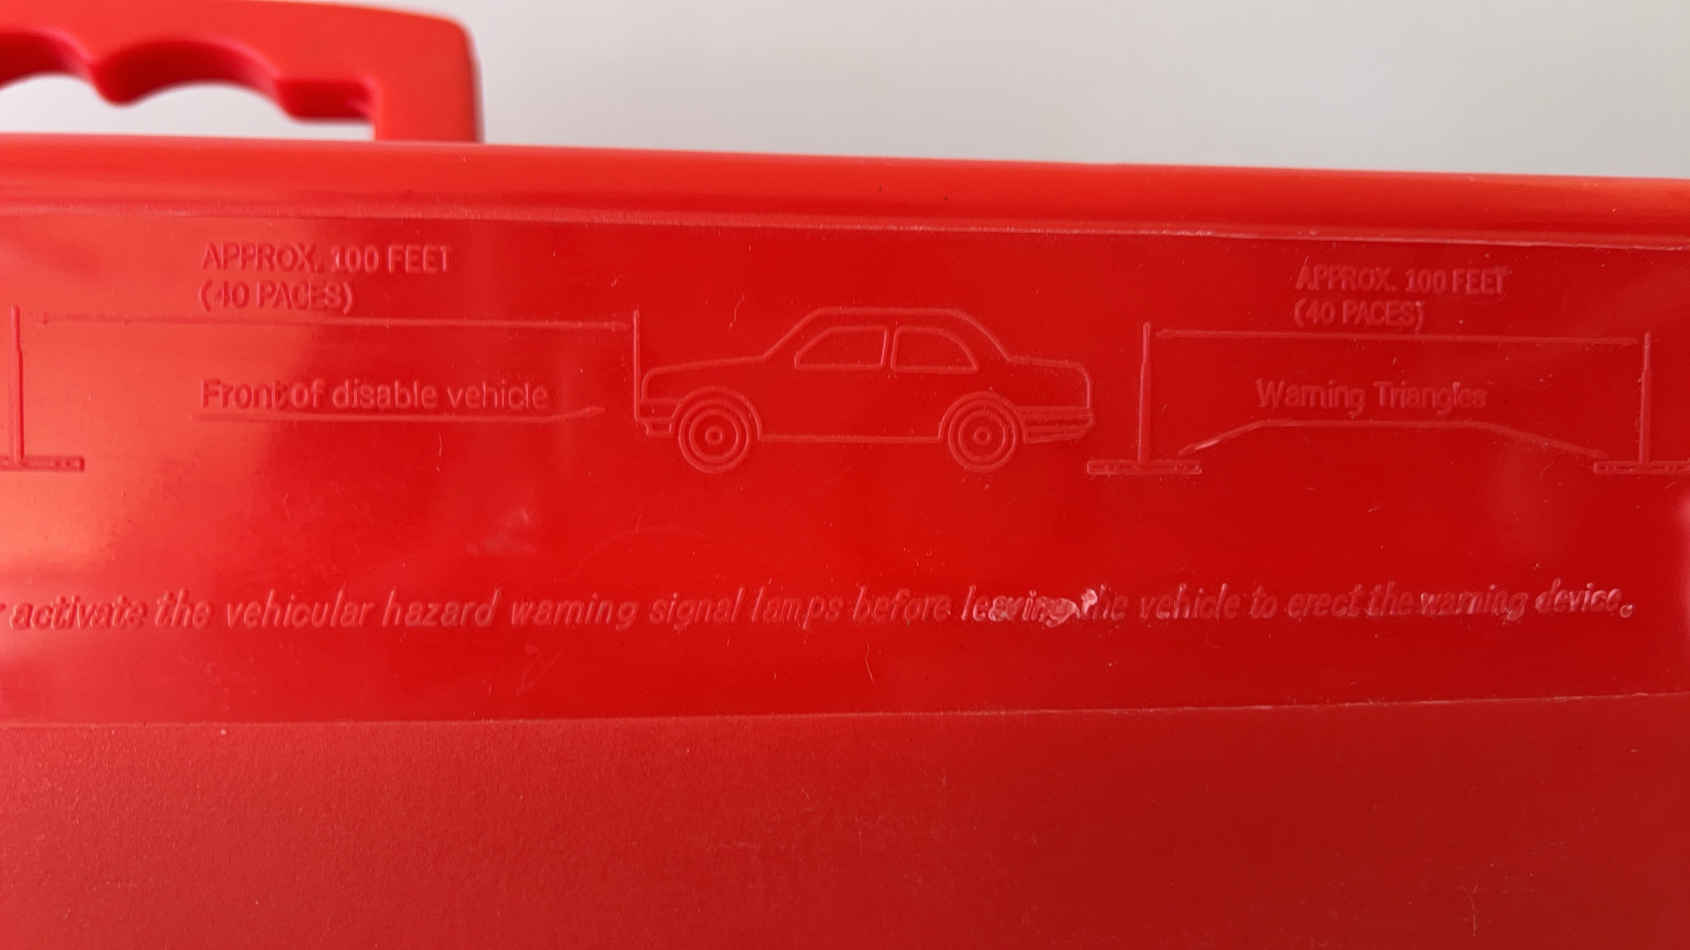 APPROX. 100 FEET
(40 PACES)
Front of disable vehicle
APPROX. 100 FEET
(40 PACES)
Warning Triangles
activate the vehicular hazard warning signal lamps before leaving the vehicle to erect the warning device.